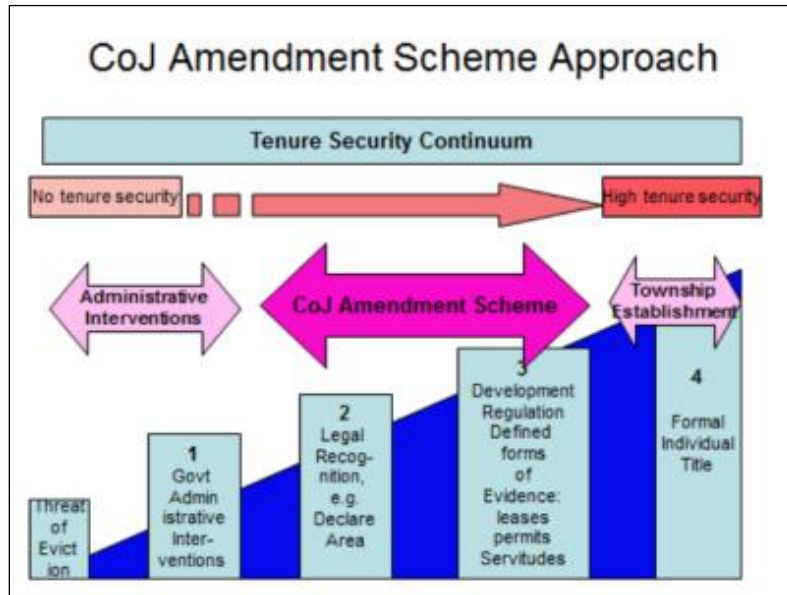 CoJ Amendment Scheme Approach
Tenure Security Continuum
No tenure security
High tenure security
Administrative
Interventions
CoJ Amendment Scheme
Township
Establishment
Threat
of
Evict
ion
1
Govt
Admin
istrative
Inter-
ventions
2
Legal
Recog-
nition,
e.g.
Declare
Area
3
Development
Regulation
Defined
forms
of
Evidence:
leases
permits
Servitudes
4
Formal
Individual
Title